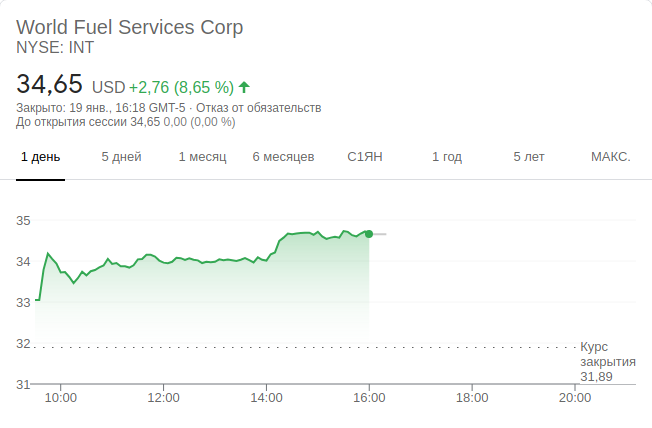 World Fuel Services Corp
NYSE: INT
34,65 USD +2,76 (8,65 %)
Закрыто: 19 янв., 16:18 GMT-5 · Отказ от обязательств
До открытия сессии 34,65 0,00 (0,00 %)
1 день 5 дней 1 месяц 6 месяцев С1ЯН 1 год 5 лет МАКС.
35
34
33
32
Курс
закрытия
31,89
31
10:00 12:00 14:00 16:00 18:00 20:00